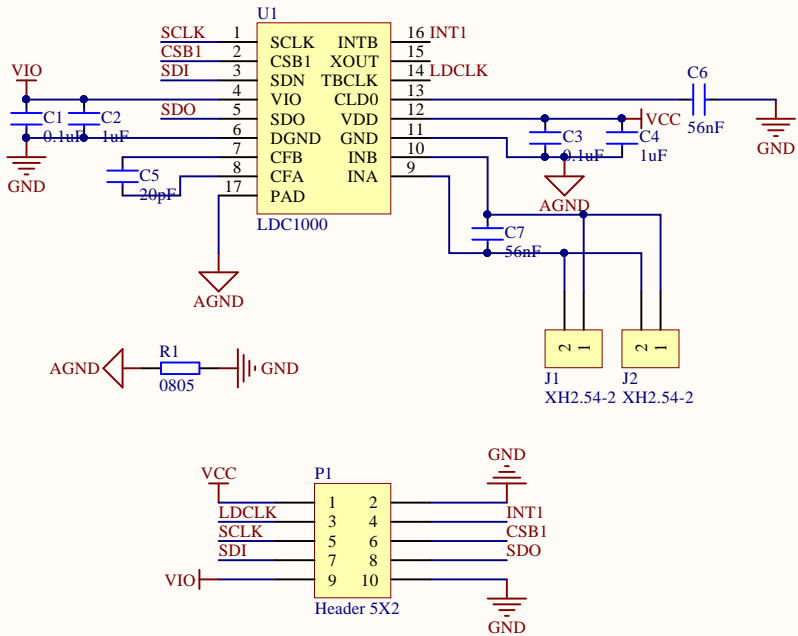 U1
SCLK 1 SCLK INTB 16 INT1
CSB1 2 CSB1 XOUT 15
SDI 3 SDN TBCLK 14 LDCLK
VIO 4 VIO CLD0 13 C6
SDO 5 SDO VDD 12 VCC 56nF
C1 C2 6 DGND GND 11 C3 C4
0.1uF 1uF 0.1uF 1uF
GND 7 CFB INB 10 GND
C5 8 CFA INA 9
20pF 17 PAD AGND
LDC1000
C7
56nF
AGND
2 1 2 1
AGND R1 GND
0805
J1 J2
XH2.54-2 XH2.54-2
VCC P1 GND
1 2
LDCLK 3 4 INT1
SCLK 5 6 CSB1
SDI 7 8 SDO
VIO 9 10
Header 5X2 GND